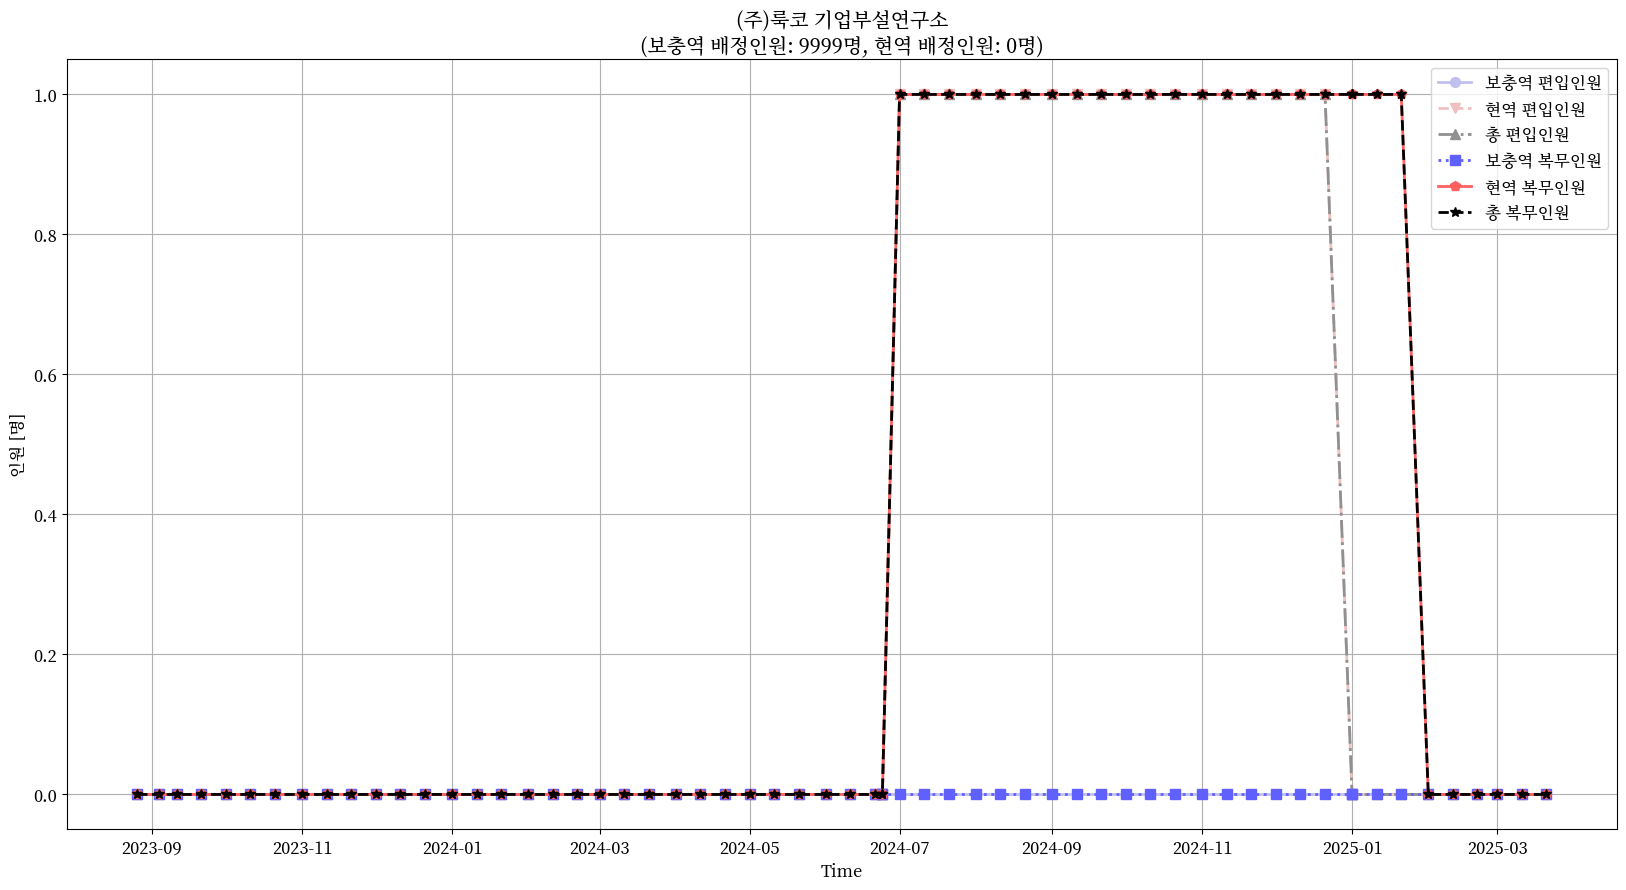 (주)룩코 기업부설연구소
(보충역 배정인원: 9999명, 현역 배정인원: 0명)
보충역 편입인원
현역 편입인원
총 편입인원
보충역 복무인원
현역 복무인원
총 복무인원
1.0
0.8
0.6
0.4
0.2
0.0
인원 [명]
2023-09
2023-11
2024-01
2024-03
2024-05
2024-07
2024-09
2024-11
2025-01
2025-03
Time